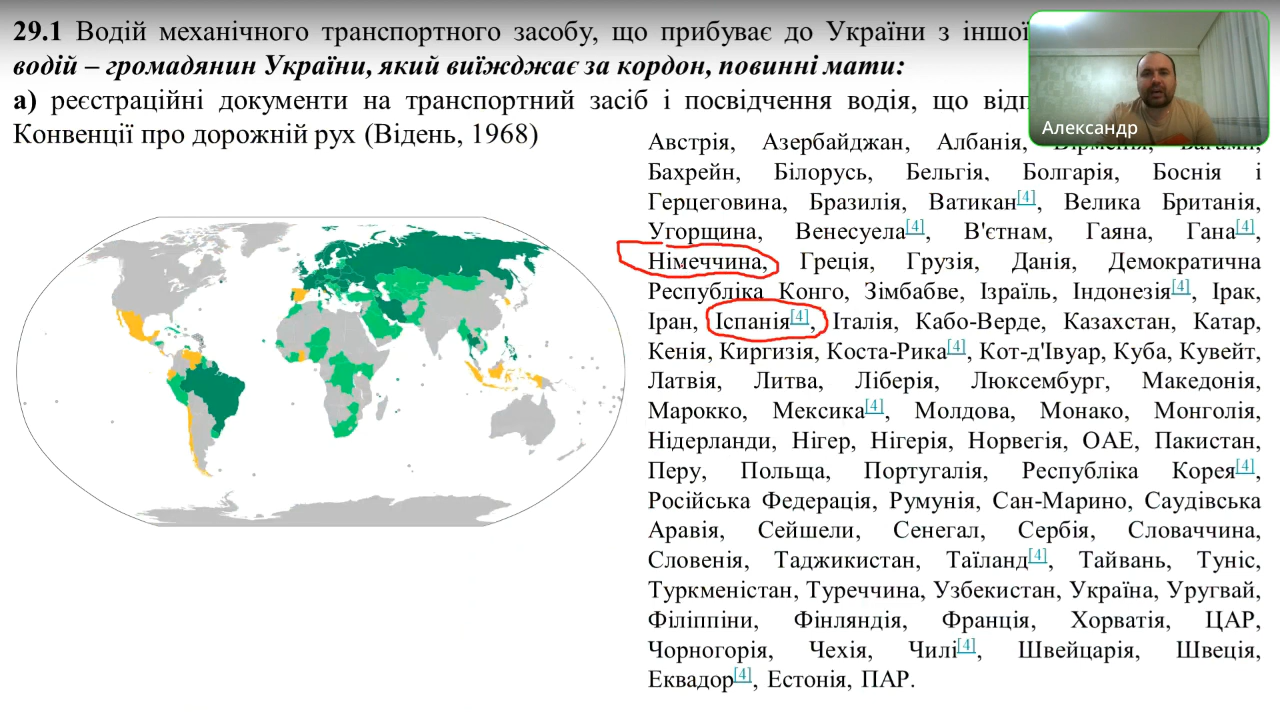 29.1 Водій механічного транспортного засобу, що прибуває до України з іншої
водій – громадянин України, який виїжджає за кордон, повинні мати:
а) реєстраційні документи на транспортний засіб і посвідчення водія, що
Конвенції про дорожній рух (Відень, 1968)
Александр
Австрія, Азербайджан, Албанія,
Бахрейн, Білорусь, Бельгія, Болгарія, Боснія і
Герцеговина, Бразилія, Ватикан[4], Велика Британія,
Угорщина, Венесуела[4], В'єтнам, Гаяна, Гана[4],
Німеччина, Греція, Грузія, Данія, Демократична
Республіка Конго, Зімбабве, Ізраїль, Індонезія[4], Ірак,
Іран, Іспанія[4], Італія, Кабо-Верде, Казахстан, Катар,
Кенія, Киргизія, Коста-Рика[4], Кот-д'Івуар, Куба, Кувейт,
Латвія, Литва, Ліберія, Люксембург, Македонія,
Марокко, Мексика[4], Молдова, Монако, Монголія,
Нідерланди, Нігер, Нігерія, Норвегія, ОАЕ, Пакистан,
Перу, Польща, Португалія, Республіка Корея[4],
Російська Федерація, Румунія, Сан-Марино, Саудівська
Аравія, Сейшели, Сенегал, Сербія, Словаччина,
Словенія, Таджикистан, Таїланд[4], Тайвань, Туніс,
Туркменістан, Туреччина, Узбекистан, Україна, Уругвай,
Філіппіни, Фінляндія, Франція, Хорватія, ЦАР,
Чорногорія, Чехія, Чилі[4], Швейцарія, Швеція,
Еквадор[4], Естонія, ПАР.